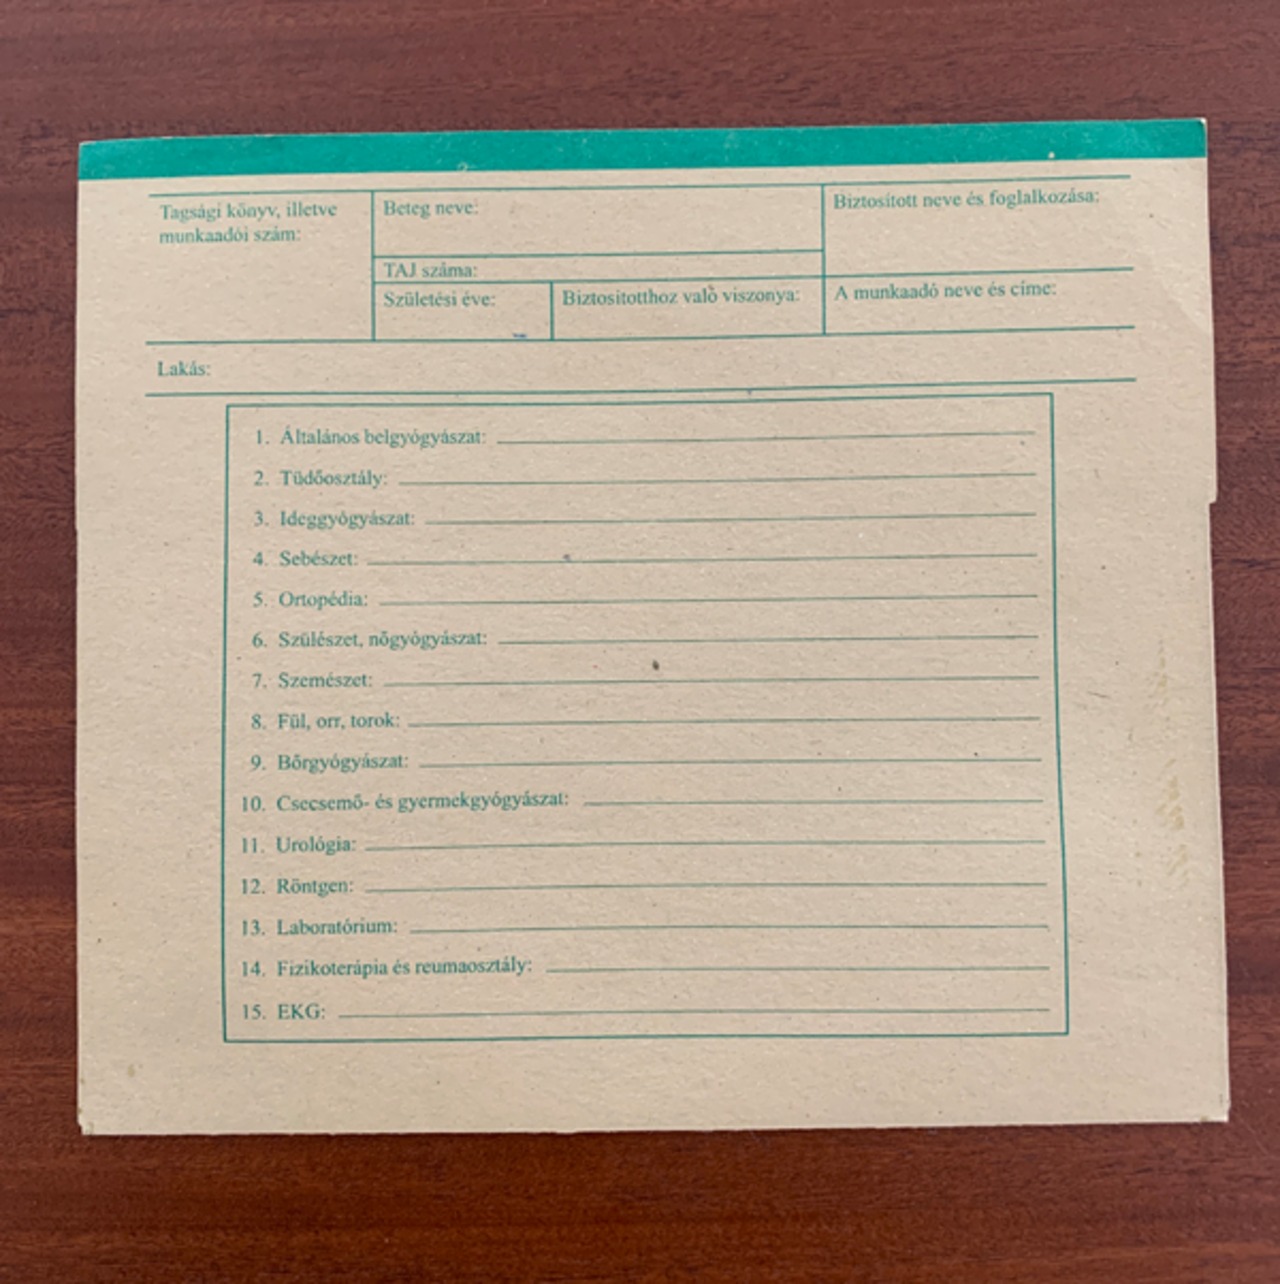 Tagsági könyv, illetve
munkaadói szám:
Beteg neve:
TAJ száma:
Születési éve:
Biztosítotthoz való viszonya:
Biztosított neve és foglalkozása:
A munkaadó neve és címe:
Lakás:
1. Általános belgyógyászat:
2. Tüdőosztály:
3. Ideggyógyászat:
4. Sebészet:
5. Ortopédia:
6. Szülészet, nőgyógyászat:
7. Szemészet:
8. Fül, orr, torok:
9. Bőrgyógyászat:
10. Csecsemő- és gyermekgyógyászat:
11. Urológia:
12. Röntgen:
13. Laboratórium:
14. Fizikoterápia és reumaosztály:
15. EKG: